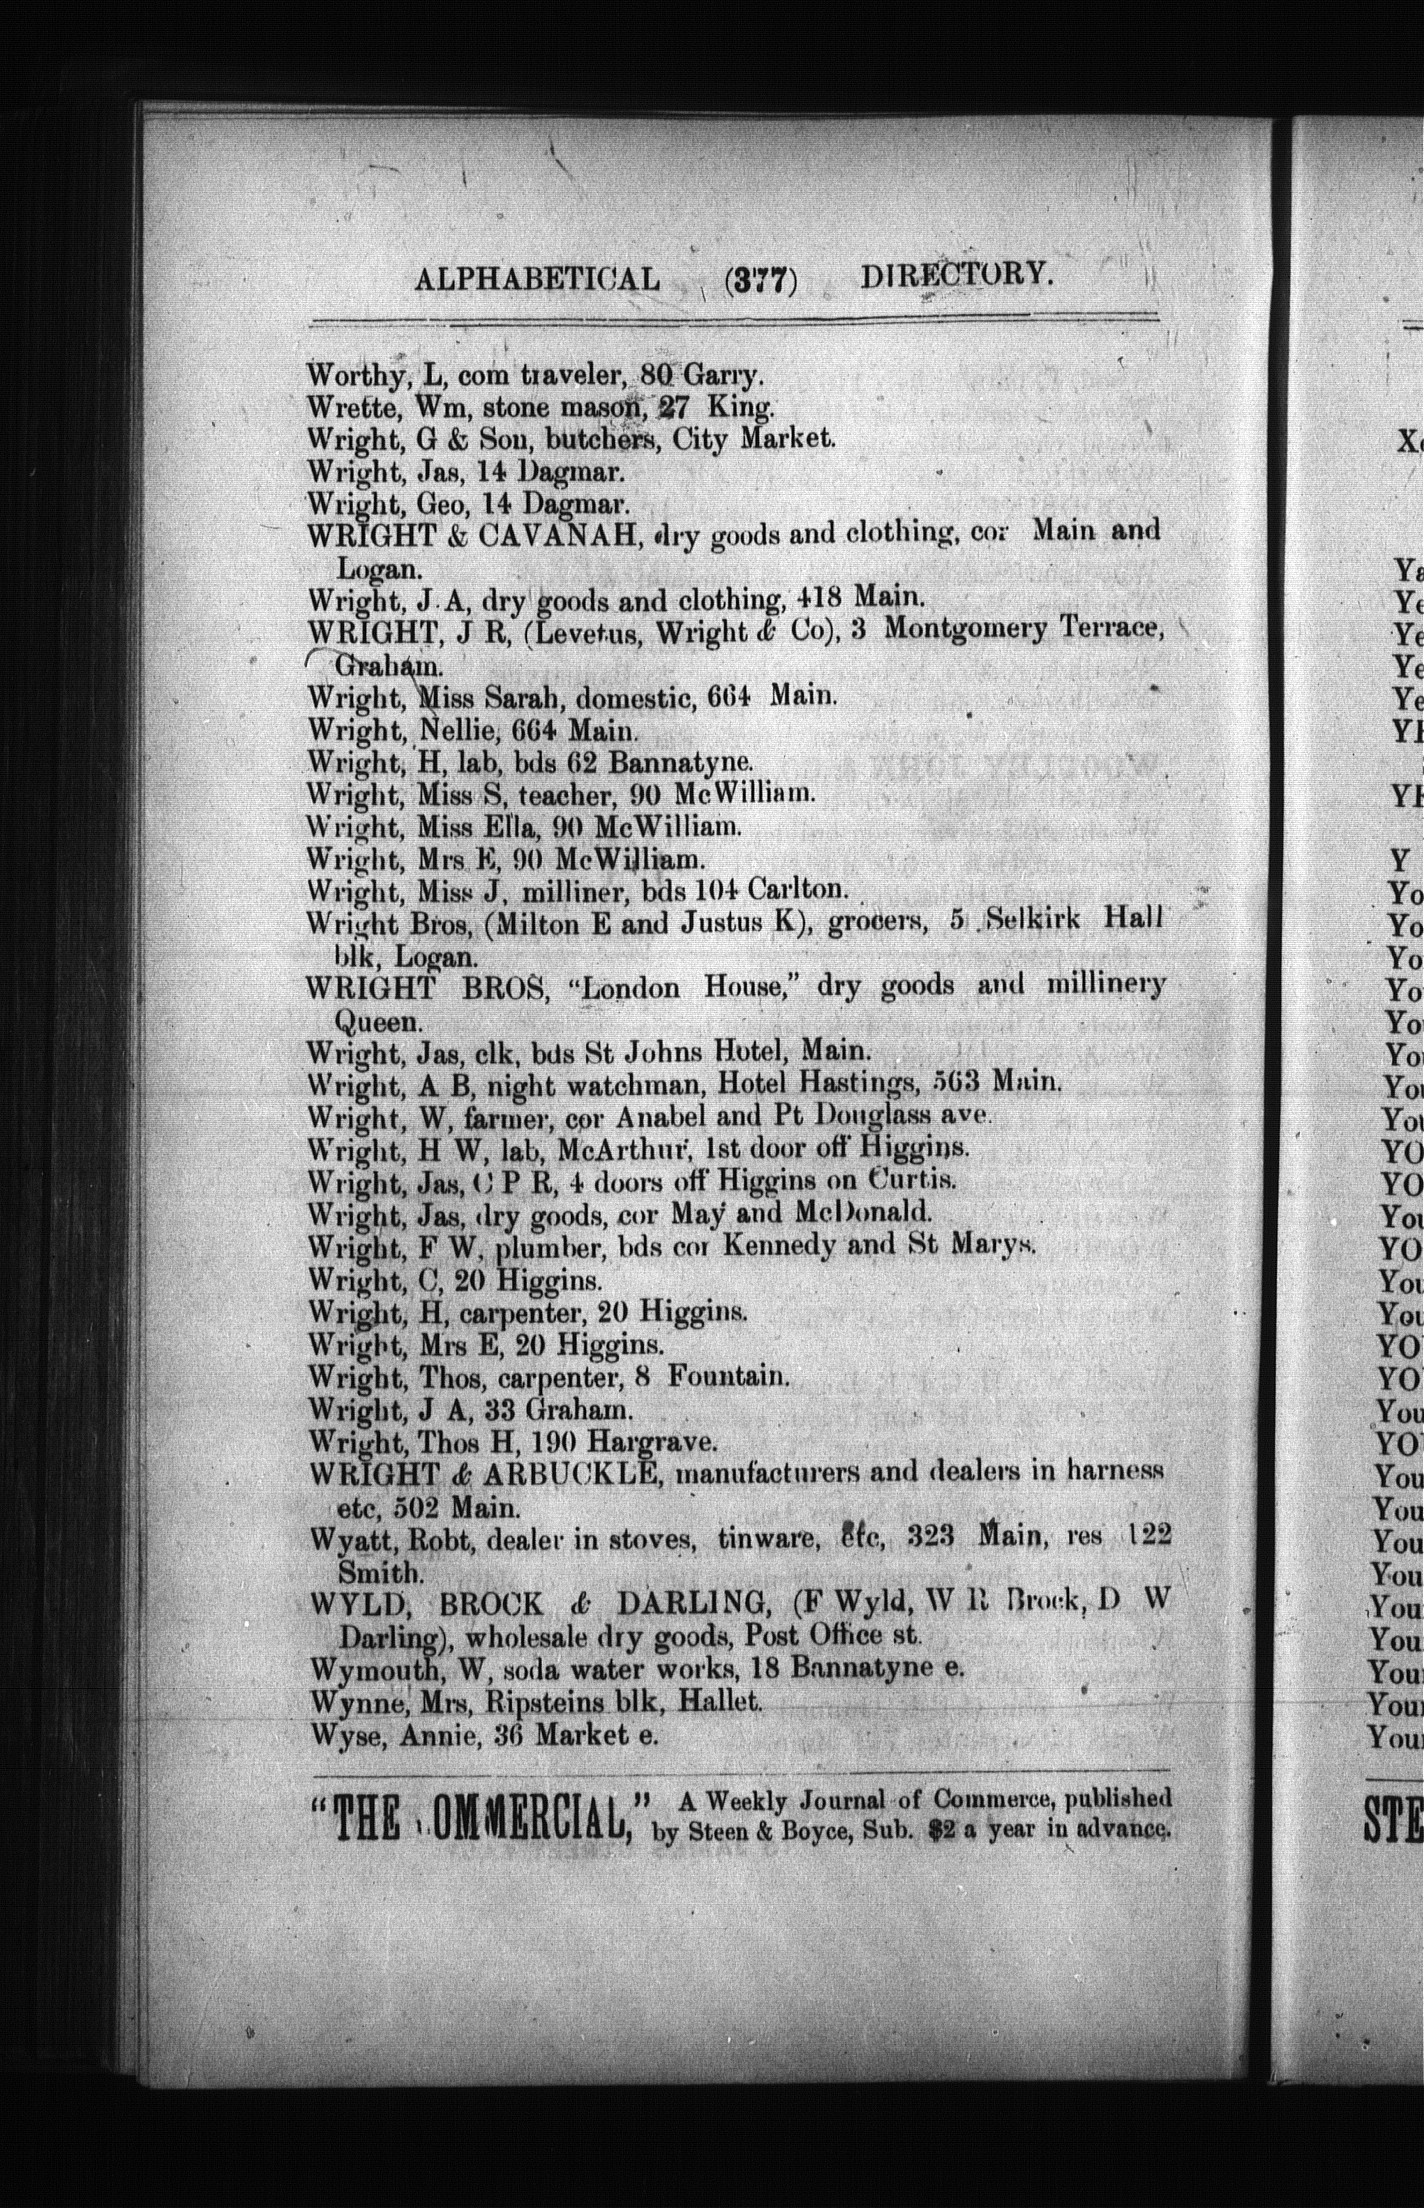 ALPHABETICAL (377) DIRECTORY.
Worthy, L, com traveler, 80 Garry.
Wrette, Wm, stone mason, 27 King.
Wright, G & Son, butchers, City Market.
Wright, Jas, 14 Dagmar.
Wright, Geo, 14 Dagmar.
WRIGHT & CAVANAH, dry goods and clothing, cor Main and
Logan.
Wright, J A, dry goods and clothing, 418 Main.
WRIGHT, J R, (Levetus, Wright & Co), 3 Montgomery Terrace,
Graham.
Wright, Miss Sarah, domestic, 664 Main.
Wright, Nellie, 664 Main.
Wright, H, lab, bds 62 Bannatyne.
Wright, Miss S, teacher, 90 McWilliam.
Wright, Miss Ella, 90 McWilliam.
Wright, Mrs E, 90 McWilliam.
Wright, Miss J, milliner, bds 104 Carlton.
Wright Bros, (Milton E and Justus K), grocers, 5 Selkirk Hall
blk, Logan.
WRIGHT BROS, “London House,” dry goods and millinery
Queen.
Wright, Jas, clk, bds St Johns Hotel, Main.
Wright, A B, night watchman, Hotel Hastings, 563 Main.
Wright, W, farmer, cor Anabel and Pt Douglass ave.
Wright, H W, lab, McArthur, 1st door off Higgins.
Wright, Jas, C P R, 4 doors off Higgins on Curtis.
Wright, Jas, dry goods, cor May and McDonald.
Wright, F W, plumber, bds cor Kennedy and St Marys.
Wright, C, 20 Higgins.
Wright, H, carpenter, 20 Higgins.
Wright, Mrs E, 20 Higgins.
Wright, Thos, carpenter, 8 Fountain.
Wright, J A, 33 Graham.
Wright, Thos H, 190 Hargrave.
WRIGHT & ARBUCKLE, manufacturers and dealers in harness
etc, 502 Main.
Wyatt, Robt, dealer in stoves, tinware, etc, 323 Main, res 122
Smith.
WYLD, BROCK & DARLING, (F Wyld, W R Brock, D W
Darling), wholesale dry goods, Post Office st.
Wymouth, W, soda water works, 18 Bannatyne e.
Wynne, Mrs, Ripsteins blk, Hallet.
Wyse, Annie, 36 Market e.
“THE COMMERCIAL,” A Weekly Journal of Commerce, published
by Steen & Boyce, Sub. $2 a year in advance.